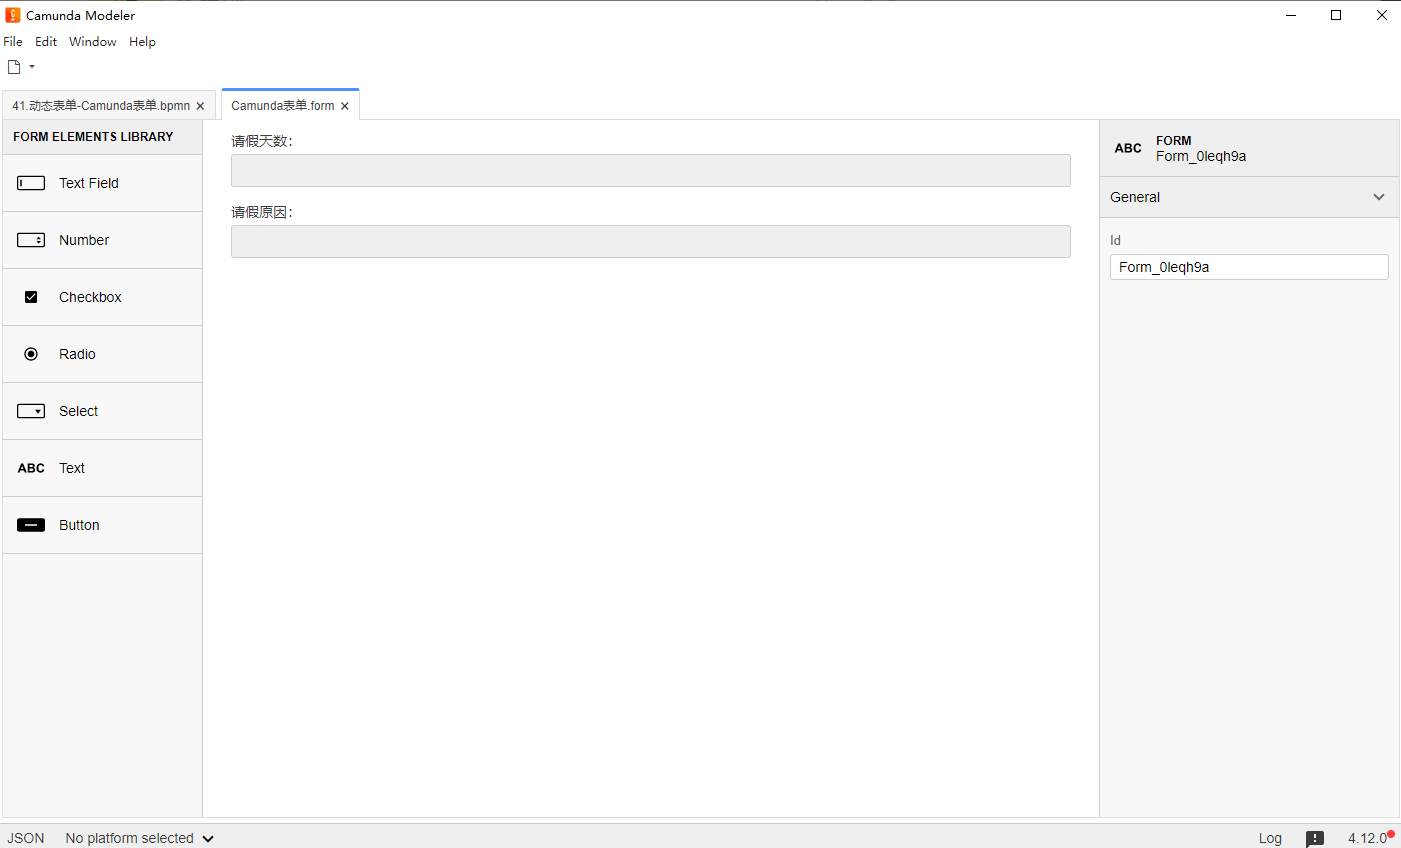 Camunda Modeler
File Edit Window Help
41.动态表单-Camunda表单.bpmn
Camunda表单.form
FORM ELEMENTS LIBRARY
Text Field
Number
Checkbox
Radio
Select
ABC Text
Button
请假天数：
请假原因：
ABC
FORM
Form_0leqh9a
General
Id
Form_0leqh9a
JSON No platform selected
Log 4.12.0